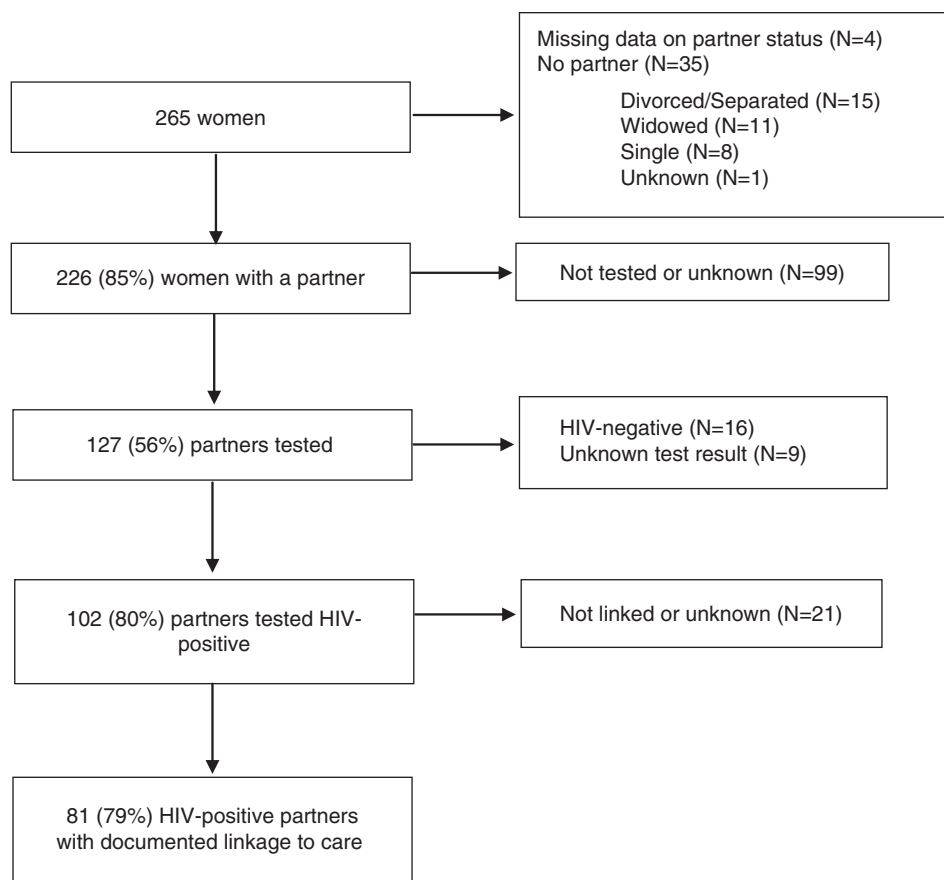 265 women
Missing data on partner status (N=4)
No partner (N=35)
Divorced/Separated (N=15)
Widowed (N=11)
Single (N=8)
Unknown (N=1)
226 (85%) women with a partner
Not tested or unknown (N=99)
127 (56%) partners tested
HIV-negative (N=16)
Unknown test result (N=9)
102 (80%) partners tested HIV-
positive
Not linked or unknown (N=21)
81 (79%) HIV-positive partners
with documented linkage to care